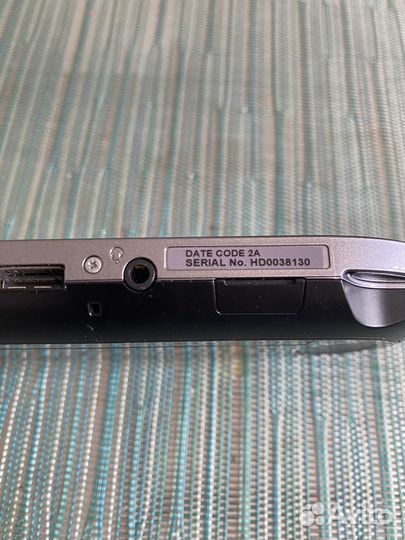 DATE CODE 2A
SERIAL No. HD0038130
Avito